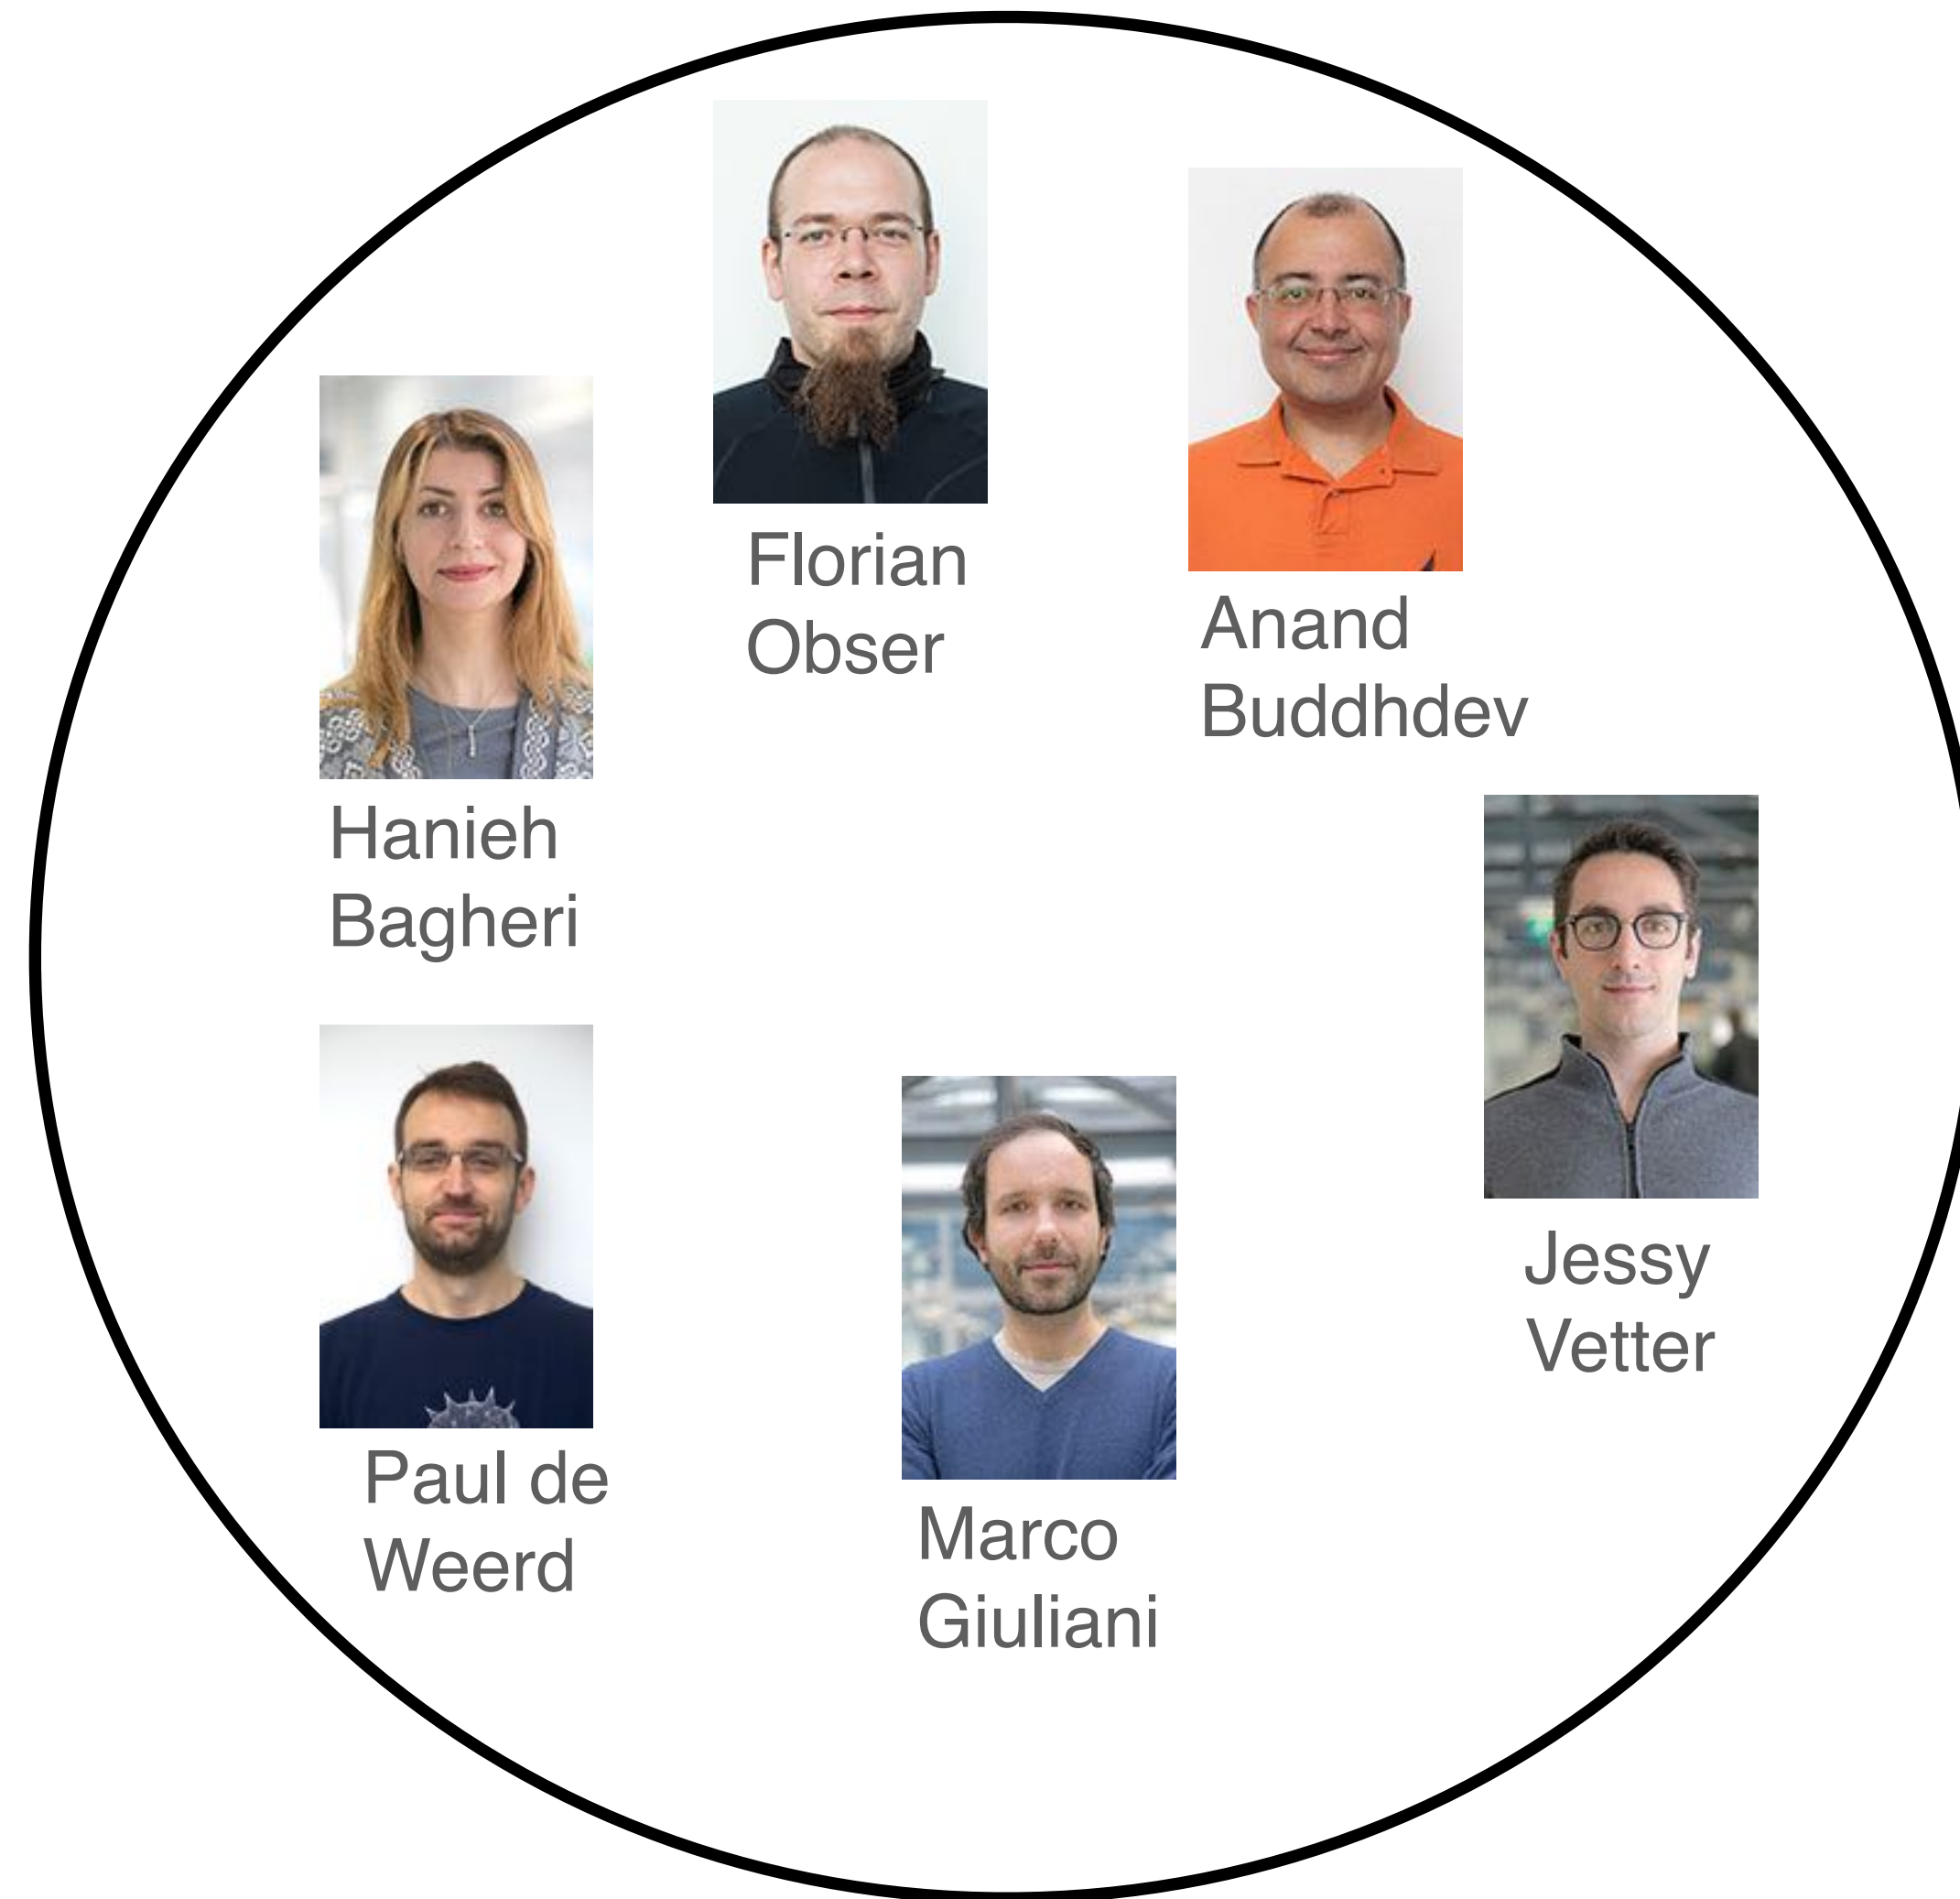 Florian
Obser
Anand
Buddhdev
Hanieh
Bagheri
Jessy
Vetter
Paul de
Weerd
Marco
Giuliani